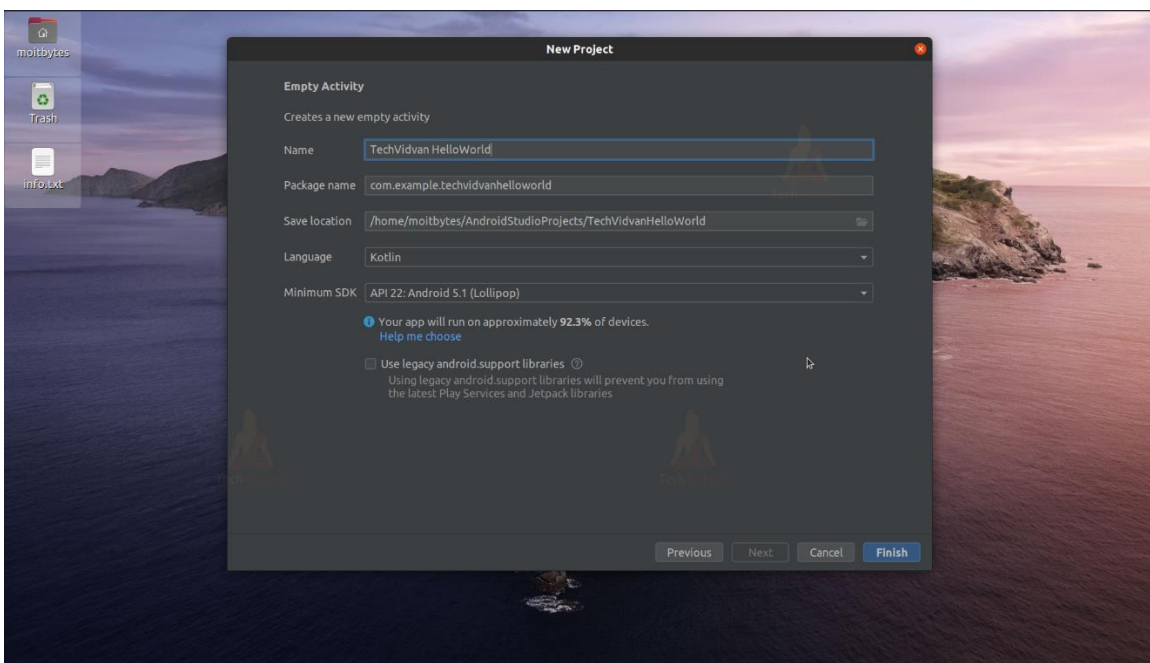 moitbytes
Trash
info.txt
New Project
Empty Activity
Creates a new empty activity
Name TechVidvan HelloWorld
Package name com.example.techvidvanhelloworld
Save location /home/moitbytes/AndroidStudioProjects/TechVidvanHelloWorld
Language Kotlin
Minimum SDK API 22: Android 5.1 (Lollipop)
Your app will run on approximately 92.3% of devices.
Help me choose
Use legacy android.support libraries
Using legacy android.support libraries will prevent you from using
the latest Play Services and Jetpack libraries
Previous Next Cancel Finish